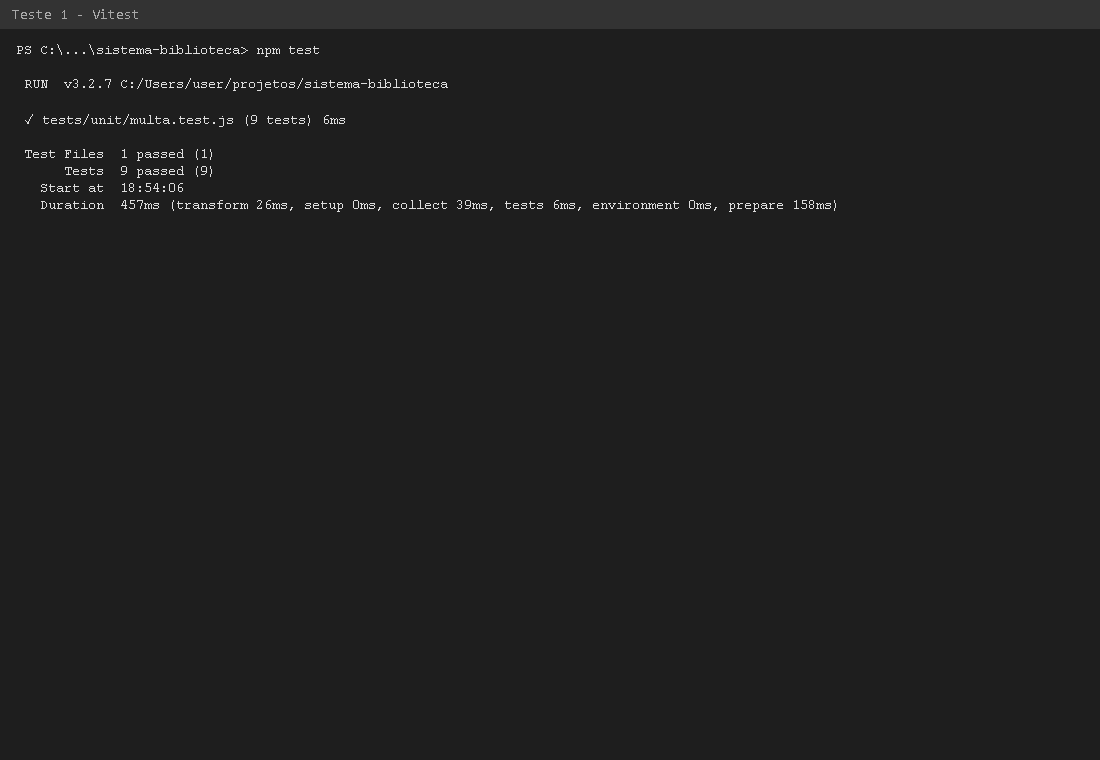 Teste 1 - Vitest
PS C:\...\sistema-biblioteca> npm test
RUN  v3.2.7 C:/Users/user/projetos/sistema-biblioteca
✓ tests/unit/multa.test.js (9 tests) 6ms
Test Files  1 passed (1)
Tests  9 passed (9)
Start at  18:54:06
Duration  457ms (transform 26ms, setup 0ms, collect 39ms, tests 6ms, environment 0ms, prepare 158ms)